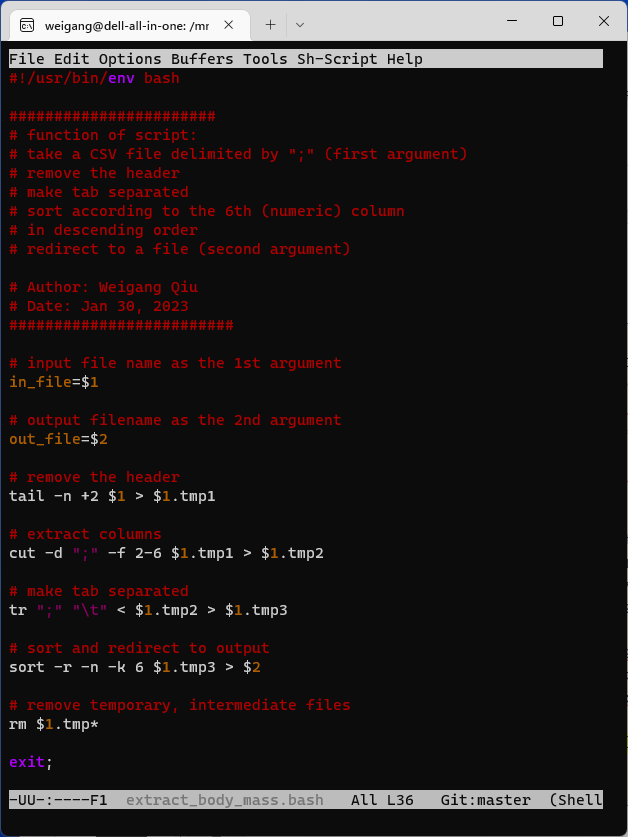 weigang@dell-all-in-one: /mr
File Edit Options Buffers Tools Sh-Script Help
#!/usr/bin/env bash
#######################
# function of script:
# take a CSV file delimited by ";" (first argument)
# remove the header
# make tab separated
# sort according to the 6th (numeric) column
# in descending order
# redirect to a file (second argument)
# Author: Weigang Qiu
# Date: Jan 30, 2023
#########################
# input file name as the 1st argument
in_file=$1
# output filename as the 2nd argument
out_file=$2
# remove the header
tail -n +2 $1 > $1.tmp1
# extract columns
cut -d ";" -f 2-6 $1.tmp1 > $1.tmp2
# make tab separated
tr ";" "\t" < $1.tmp2 > $1.tmp3
# sort and redirect to output
sort -r -n -k 6 $1.tmp3 > $2
# remove temporary, intermediate files
rm $1.tmp*
exit;
-UU-:----F1  extract_body_mass.bash   All L36   Git:master  (Shell